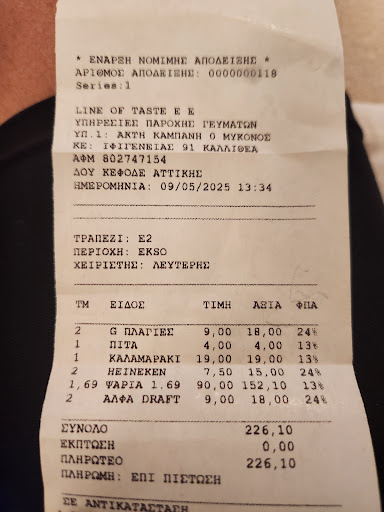 * ΕΝΑΡΞΗ ΝΟΜΙΜΗΣ ΑΠΟΔΕΙΞΗΣ *
ΑΡΙΘΜΟΣ ΑΠΟΔΕΙΞΗΣ: 0000000118
Series:1
LINE OF TASTE E E
ΥΠΗΡΕΣΙΕΣ ΠΑΡΟΧΗΣ ΓΕΥΜΑΤΩΝ
ΥΠ.1: ΑΚΤΗ ΚΑΜΠΑΝΗ 0 ΜΥΚΟΝΟΣ
ΚΕ: ΙΦΙΓΕΝΕΙΑΣ 91 ΚΑΛΛΙΘΕΑ
ΑΦΜ 802747154
ΔΟΥ ΚΕΦΟΔΕ ΑΤΤΙΚΗΣ
ΗΜΕΡΟΜΗΝΙΑ: 09/05/2025 13:34
ΤΡΑΠΕΖΙ: E2
ΠΕΡΙΟΧΗ: EKSO
ΧΕΙΡΙΣΤΗΣ: ΛΕΥΤΕΡΗΣ
ΤΜ ΕΙΔΟΣ ΤΙΜΗ ΑΞΙΑ ΦΠΑ
2 G ΠΛΑΓΙΕΣ 9,00 18,00 24%
1 ΠΙΤΑ 4,00 4,00 13%
1 ΚΑΛΑΜΑΡΑΚΙ 19,00 19,00 13%
2 HEINEKEN 7,50 15,00 24%
1,69 ΨΑΡΙΑ 1.69 90,00 152,10 13%
2 ΑΛΦΑ DRAFT 9,00 18,00 24%
ΣΥΝΟΛΟ 226,10
ΕΚΠΤΩΣΗ 0,00
ΠΛΗΡΩΤΕΟ 226,10
ΠΛΗΡΩΜΗ: ΕΠΙ ΠΙΣΤΩΣΗ
ΣΕ ΑΝΤΙΚΑΤΑΣΤΑΣΗ